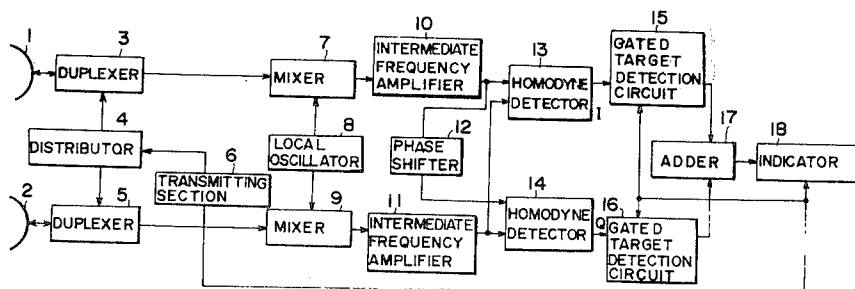 1
3
DUPLEXER
4
DISTRIBUTOR
2
5
DUPLEXER
6
TRANSMITTING
SECTION
7
MIXER
8
LOCAL
OSCILLATOR
MIXER
9
10
INTERMEDIATE
FREQUENCY
AMPLIFIER
12
PHASE
SHIFTER
11
INTERMEDIATE
FREQUENCY
AMPLIFIER
13
HOMODYNE
DETECTOR
I
14
HOMODYNE
DETECTOR
Q
15
GATED
TARGET
DETECTION
CIRCUIT
16
GATED
TARGET
DETECTION
CIRCUIT
17
ADDER
18
INDICATOR